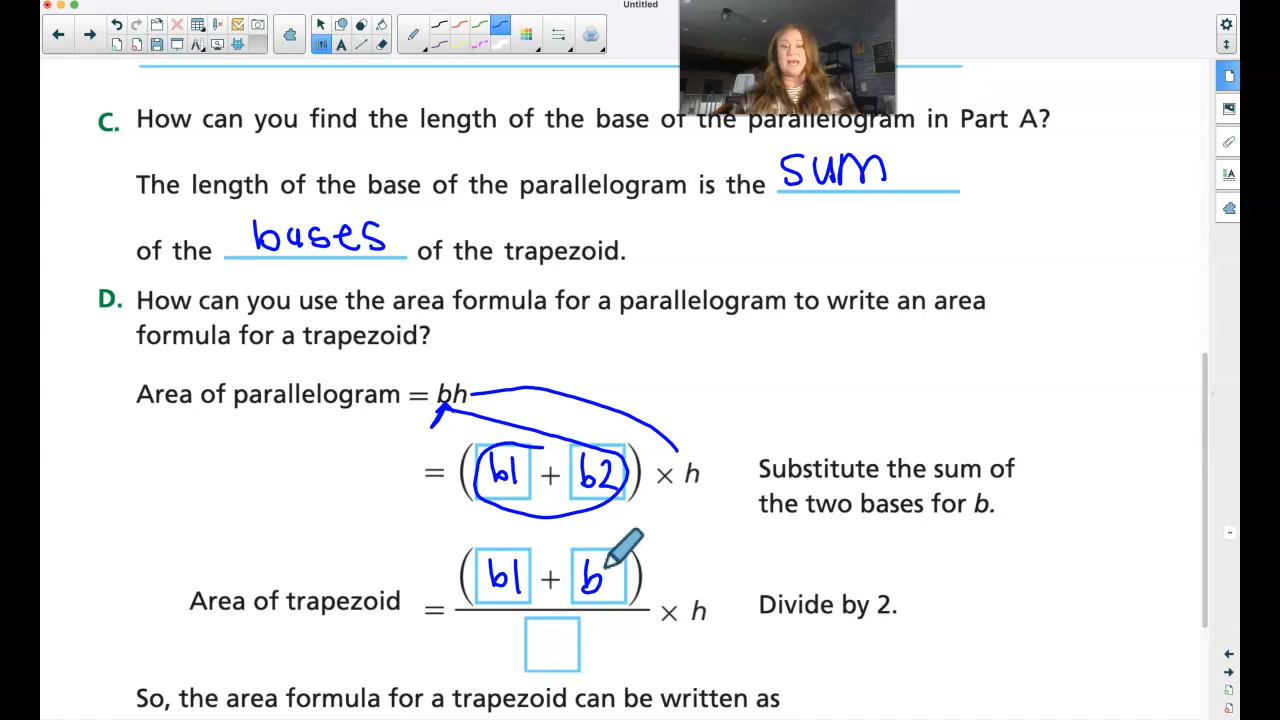 Untitled
C. How can you find the length of the base of the parallelogram in Part A?
The length of the base of the parallelogram is the sum
of the bases of the trapezoid.
D. How can you use the area formula for a parallelogram to write an area
formula for a trapezoid?
Area of parallelogram = bh
= (b1 + b2) × h Substitute the sum of
the two bases for b.
Area of trapezoid = (b1 + b) × h Divide by 2.
So, the area formula for a trapezoid can be written as